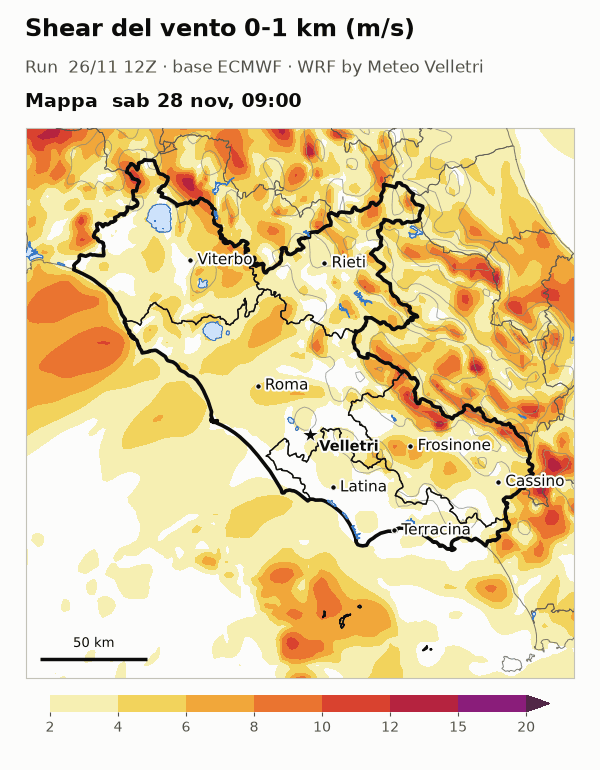 Shear del vento 0-1 km (m/s)
Run  26/11 12Z · base ECMWF · WRF by Meteo Velletri
Mappa  sab 28 nov, 09:00
Viterbo
Rieti
Roma
Velletri
Frosinone
Cassino
Latina
Terracina
50 km
2 4 6 8 10 12 15 20